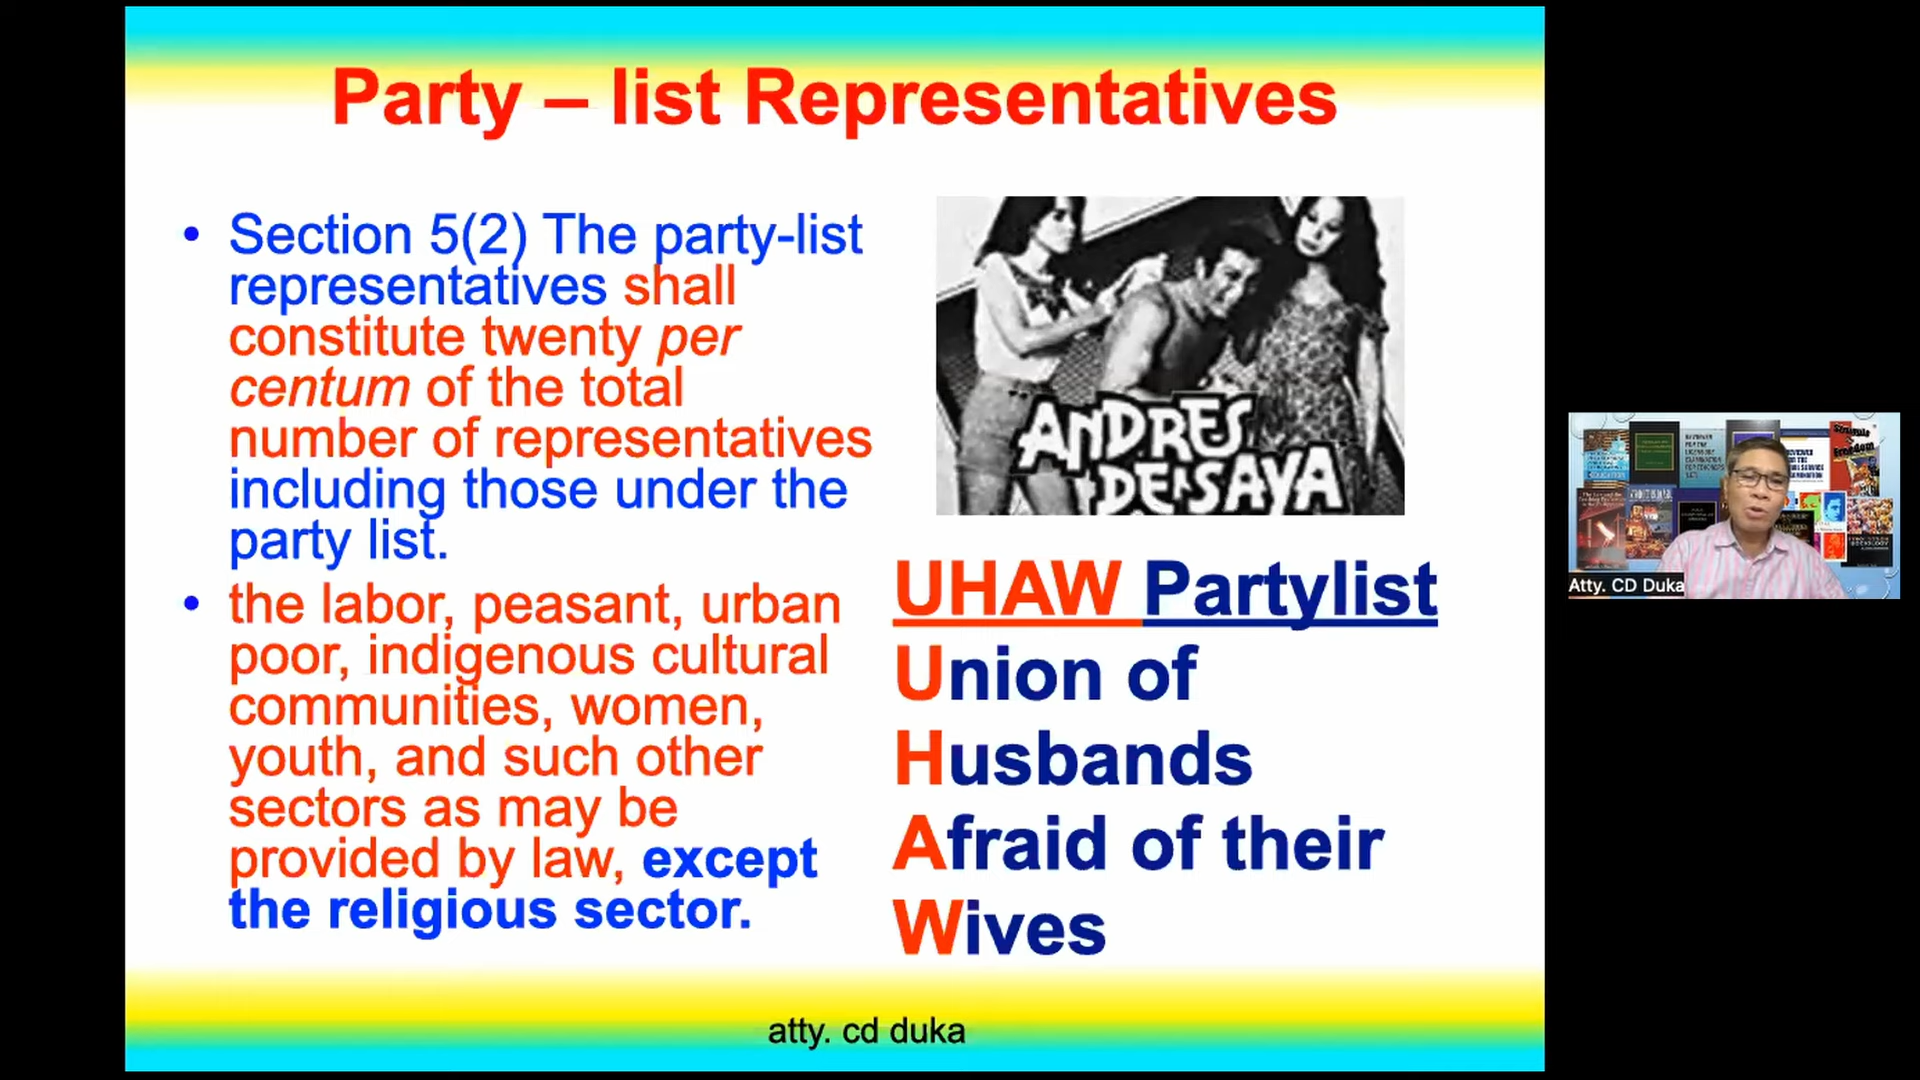 Party – list Representatives
• Section 5(2) The party-list
representatives shall
constitute twenty per
centum of the total
number of representatives
including those under the
party list.
• the labor, peasant, urban
poor, indigenous cultural
communities, women,
youth, and such other
sectors as may be
provided by law, except
the religious sector.
ANDRES
DE SAYA
UHAW Partylist
Union of
Husbands
Afraid of their
Wives
atty. cd duka
Atty. CD Duka